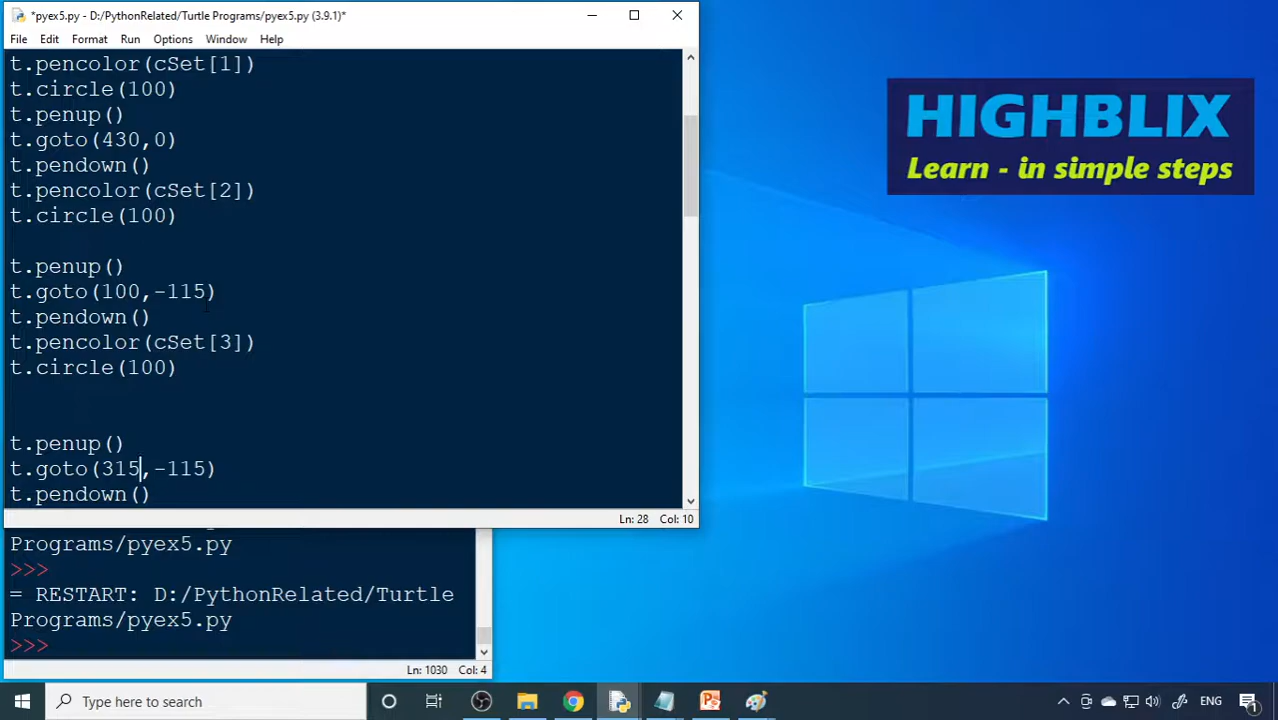 *pyex5.py - D:/PythonRelated/Turtle Programs/pyex5.py (3.9.1)*
File Edit Format Run Options Window Help
t.pencolor(cSet[1])
t.circle(100)
t.penup()
t.goto(430,0)
t.pendown()
t.pencolor(cSet[2])
t.circle(100)
t.penup()
t.goto(100,-115)
t.pendown()
t.pencolor(cSet[3])
t.circle(100)
t.penup()
t.goto(315,-115)
t.pendown()
Ln: 28 Col: 10
Programs/pyex5.py
>>>
= RESTART: D:/PythonRelated/Turtle
Programs/pyex5.py
>>>
Ln: 1030 Col: 4
HIGHBLIX
Learn - in simple steps
Type here to search
ENG
1